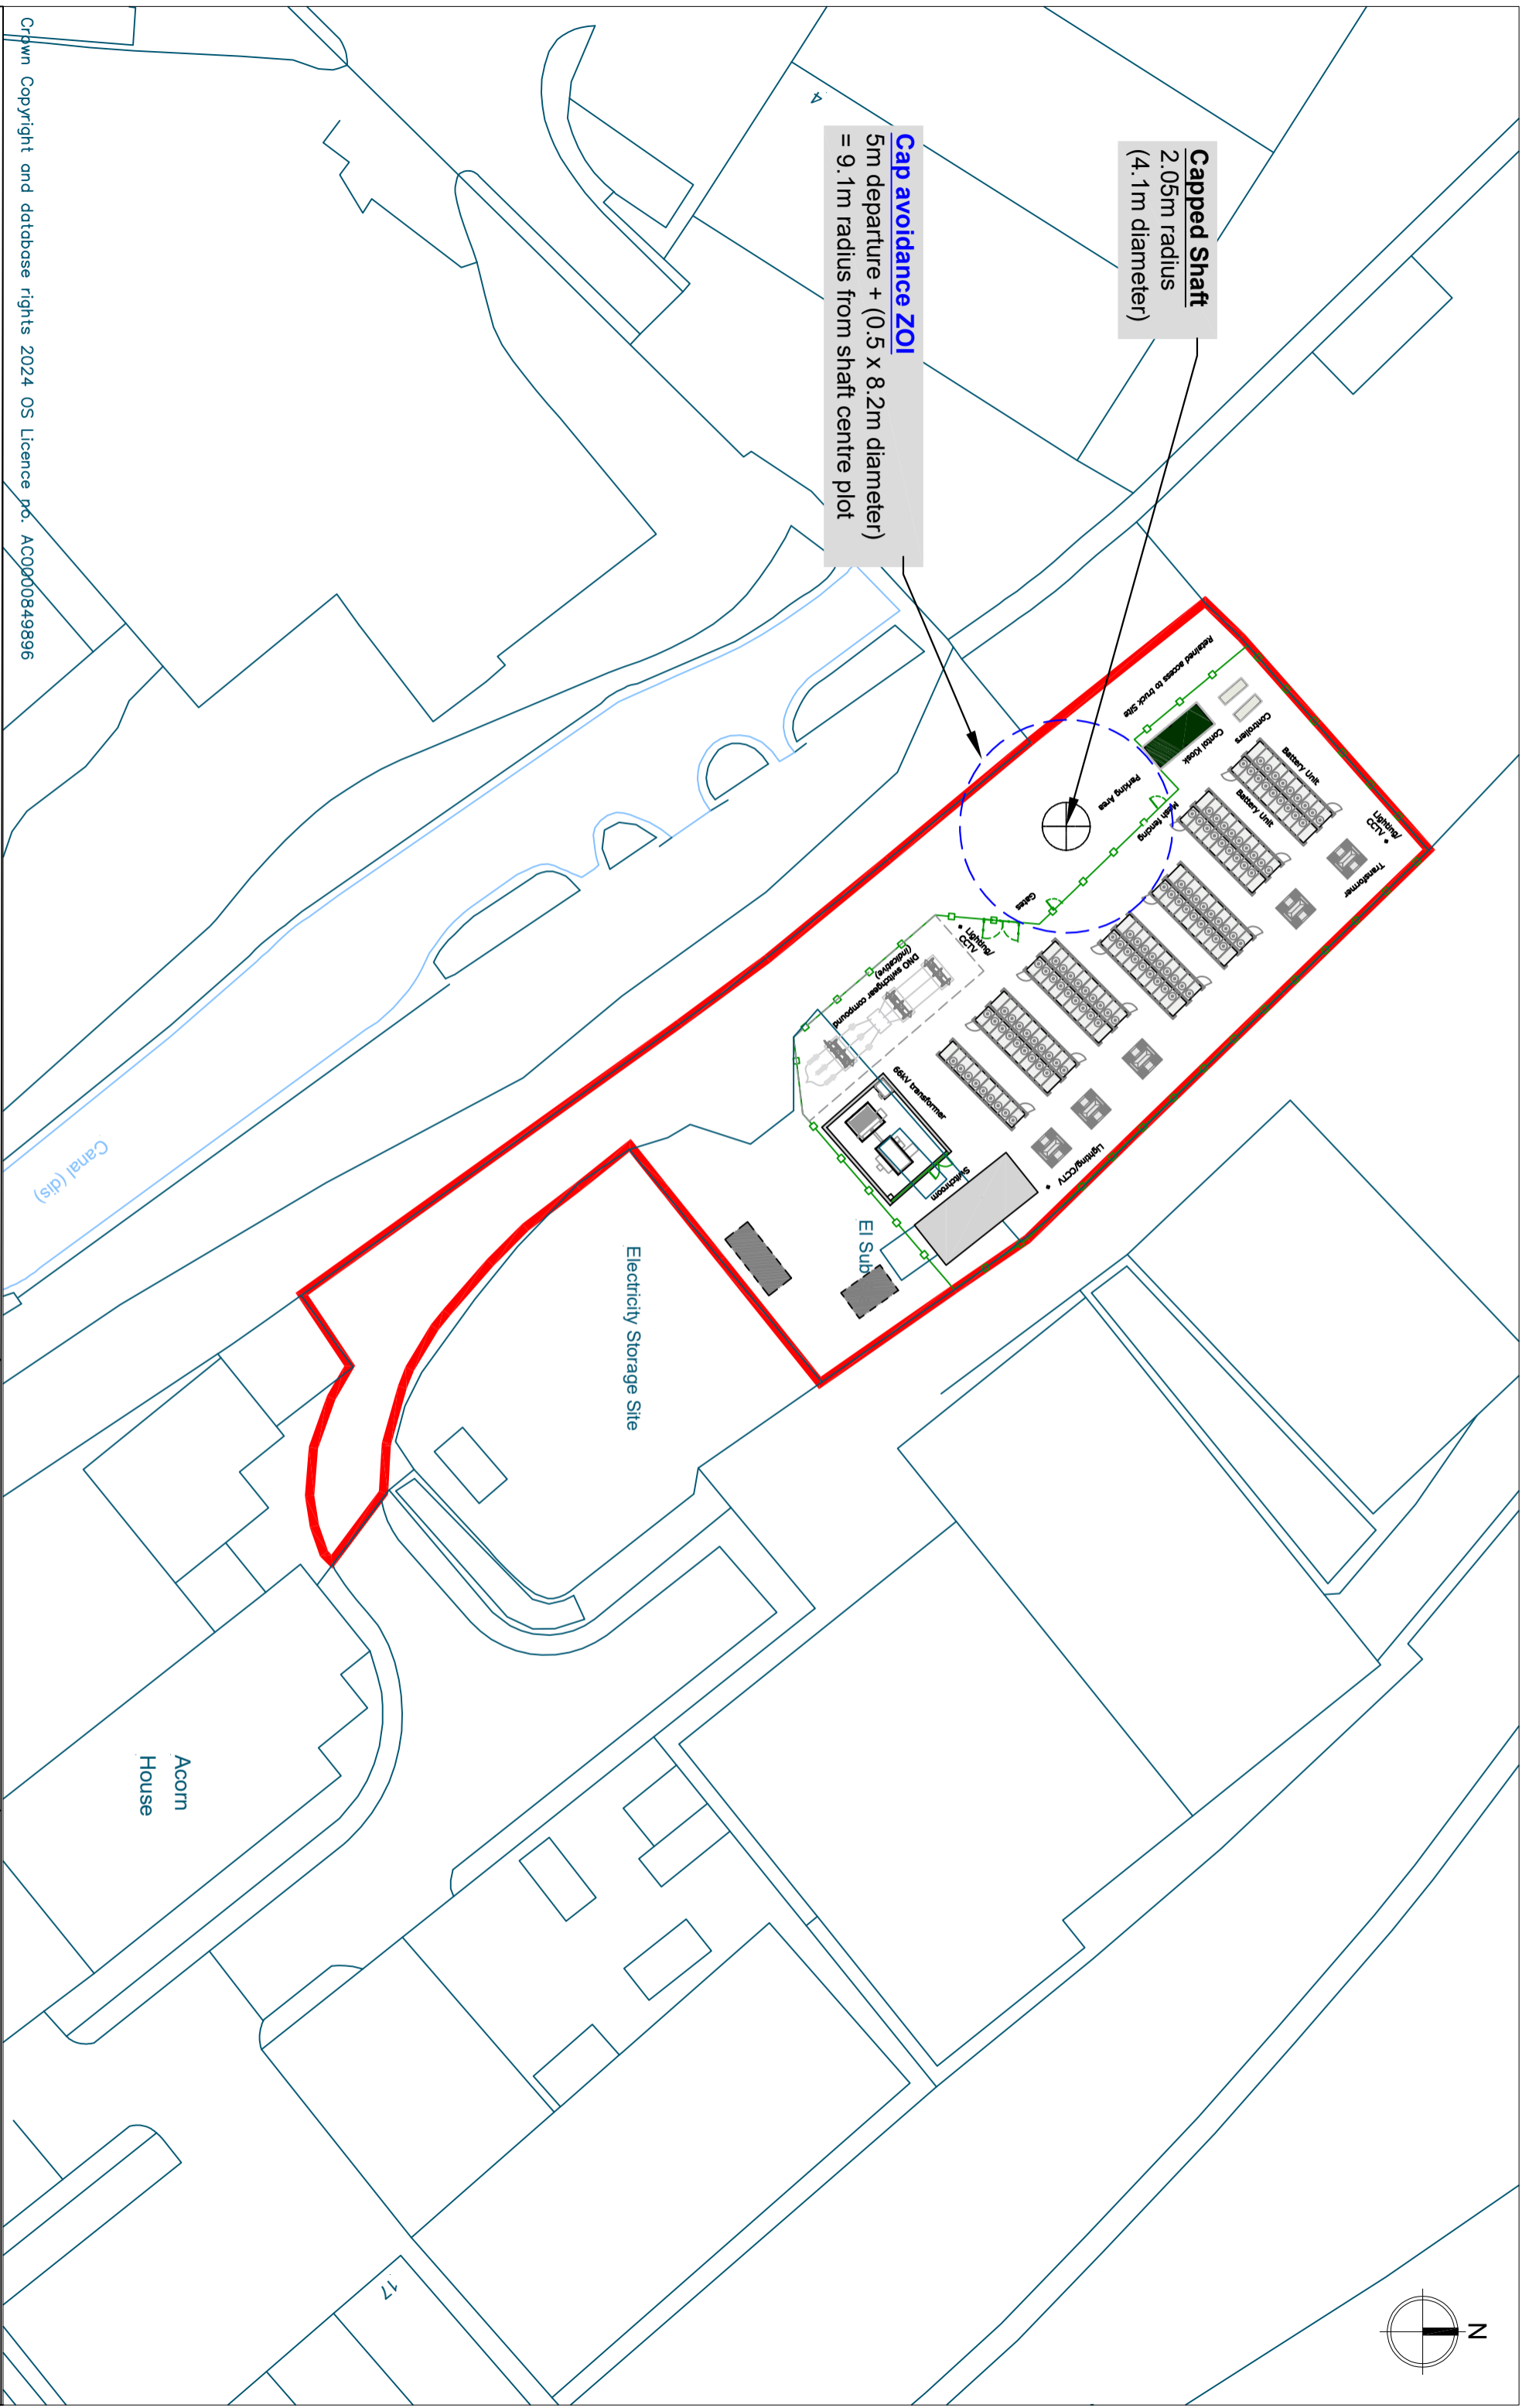 Capped Shaft
2.05m radius
(4.1m diameter)
Cap avoidance ZOI
5m departure + (0.5 x 8.2m diameter)
= 9.1m radius from shaft centre plot
4
Retained access to truck Site
Controllers
Control Kiosk
Battery Unit
Battery Unit
Lighting/
CCTV
Transformer
Parking Area
Mesh fencing
Gates
Lighting/
CCTV
DNO switchgear compound
(indicative)
66kV transformer
Lighting/CCTV
Switchroom
El Sub
Electricity Storage Site
Canal (dis)
Acorn
House
17
N
Crown Copyright and database rights 2024 OS Licence no. AC0000849896